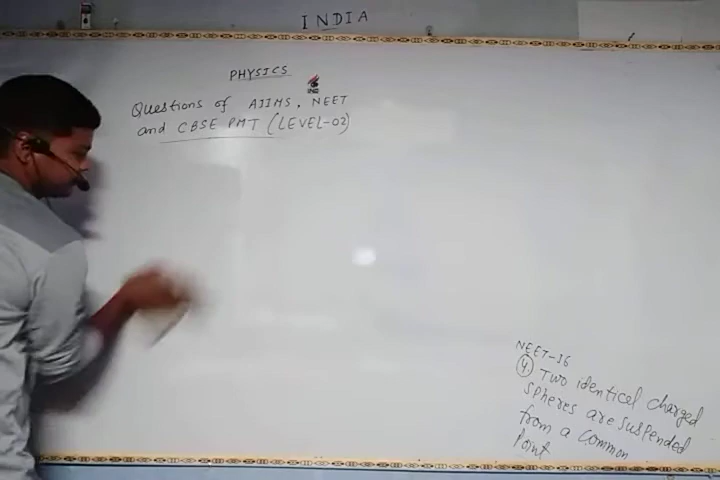 INDIA
PHYSICS
Questions of AIIMS, NEET
and CBSE PMT (LEVEL-02)
NEET-16
④ Two identical charged
spheres are suspended
from a common
Point